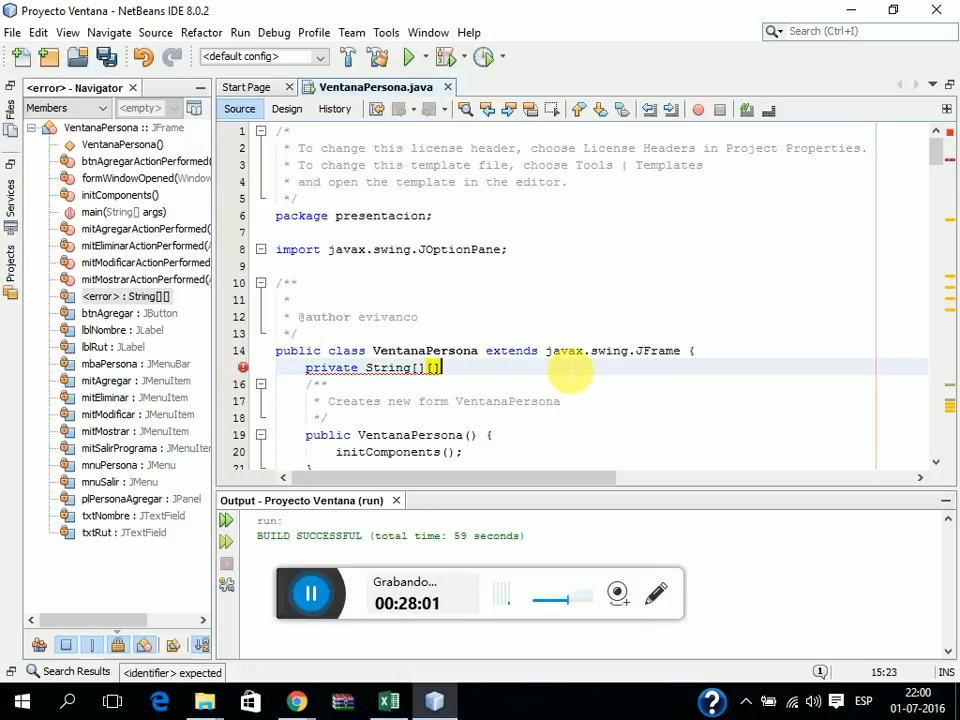 Proyecto Ventana - NetBeans IDE 8.0.2
File Edit View Navigate Source Refactor Run Debug Profile Team Tools Window Help
Search (Ctrl+I)
<default config>
<error> - Navigator
Start Page
VentanaPersona.java
Members
<empty>
Source Design History
Files
Services
Projects
VentanaPersona :: JFrame
VentanaPersona()
btnAgregarActionPerformed(
formWindowOpened(Window
initComponents()
main(String[] args)
mitAgregarActionPerformed(
mitEliminarActionPerformed(
mitModificarActionPerformed
mitMostrarActionPerformed(
<error> : String[][]
btnAgregar : JButton
lblNombre : JLabel
lblRut : JLabel
mbaPersona : JMenuBar
mitAgregar : JMenuItem
mitEliminar : JMenuItem
mitModificar : JMenuItem
mitMostrar : JMenuItem
mitSalirPrograma : JMenuItem
mnuPersona : JMenu
mnuSalir : JMenu
plPersonaAgregar : JPanel
txtNombre : JTextField
txtRut : JTextField
1 /*
2 * To change this license header, choose License Headers in Project Properties.
3 * To change this template file, choose Tools | Templates
4 * and open the template in the editor.
5 */
6 package presentacion;
7
8 import javax.swing.JOptionPane;
9
10 /**
11 *
12 * @author evivanco
13 */
14 public class VentanaPersona extends javax.swing.JFrame {
private String[][]
16 /**
17 * Creates new form VentanaPersona
18 */
19 public VentanaPersona() {
20 initComponents();
21 }
Output - Proyecto Ventana (run)
run:
BUILD SUCCESSFUL (total time: 59 seconds)
Grabando...
00:28:01
Search Results
<identifier> expected
1
15:23
INS
ESP
22:00
01-07-2016